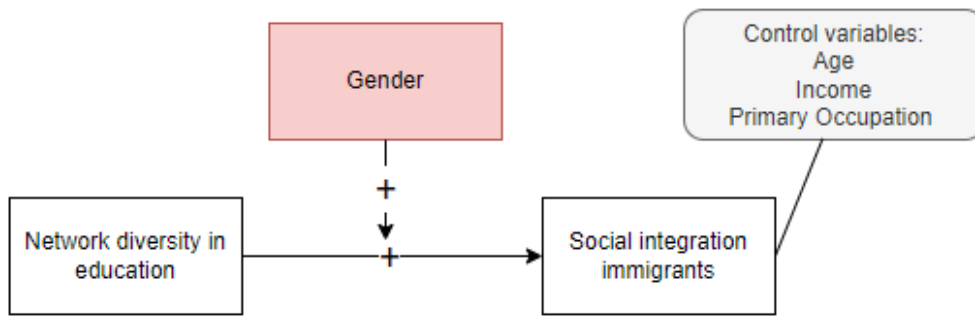 Gender
Control variables:
Age
Income
Primary Occupation
+
+
Network diversity in
education
Social integration
immigrants